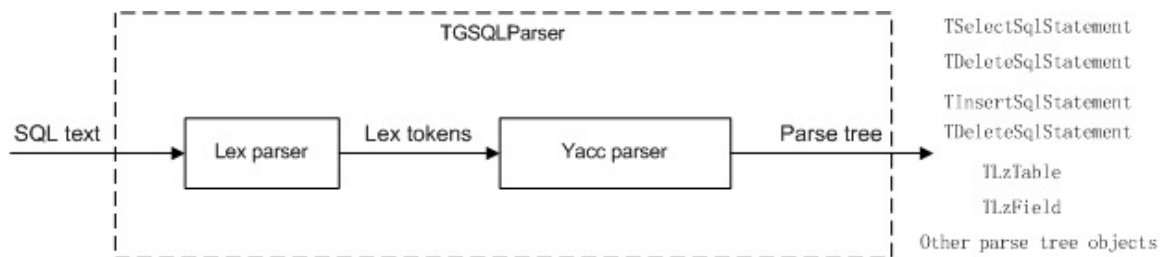 TGSQLParser
SQL text
Lex parser
Lex tokens
Yacc parser
Parse tree
TSelectSqlStatement
TDeleteSqlStatement
TInsertSqlStatement
TDeleteSqlStatement
TLzTable
TLzField
Other parse tree objects